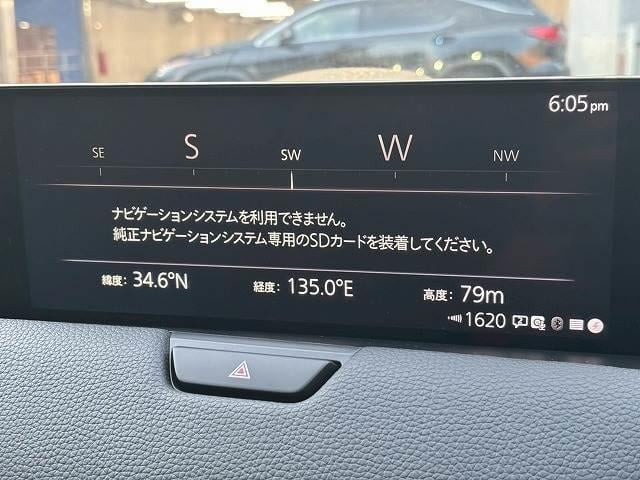 6:05pm
SE S SW W NW
ナビゲーションシステムを利用できません。
純正ナビゲーションシステム専用のSDカードを装着してください。
緯度: 34.6°N 経度: 135.0°E 高度: 79m
1620